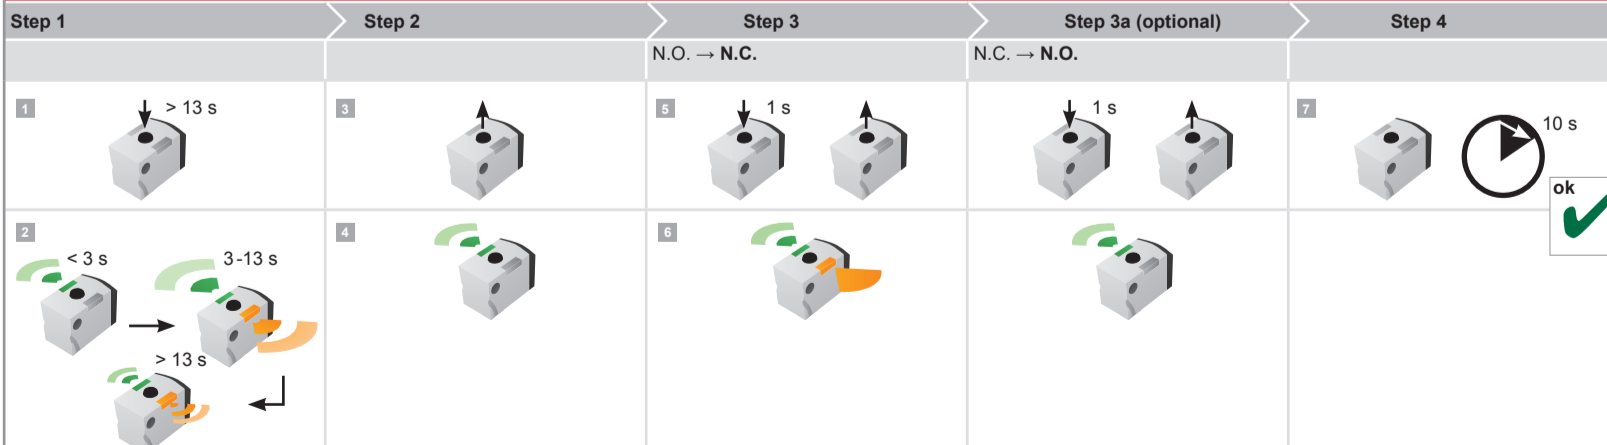 Step 1
Step 2
Step 3
Step 3a (optional)
Step 4
N.O. → N.C.
N.C. → N.O.
1
> 13 s
3
5
1 s
1 s
7
10 s
ok
2
< 3 s
3-13 s
> 13 s
4
6